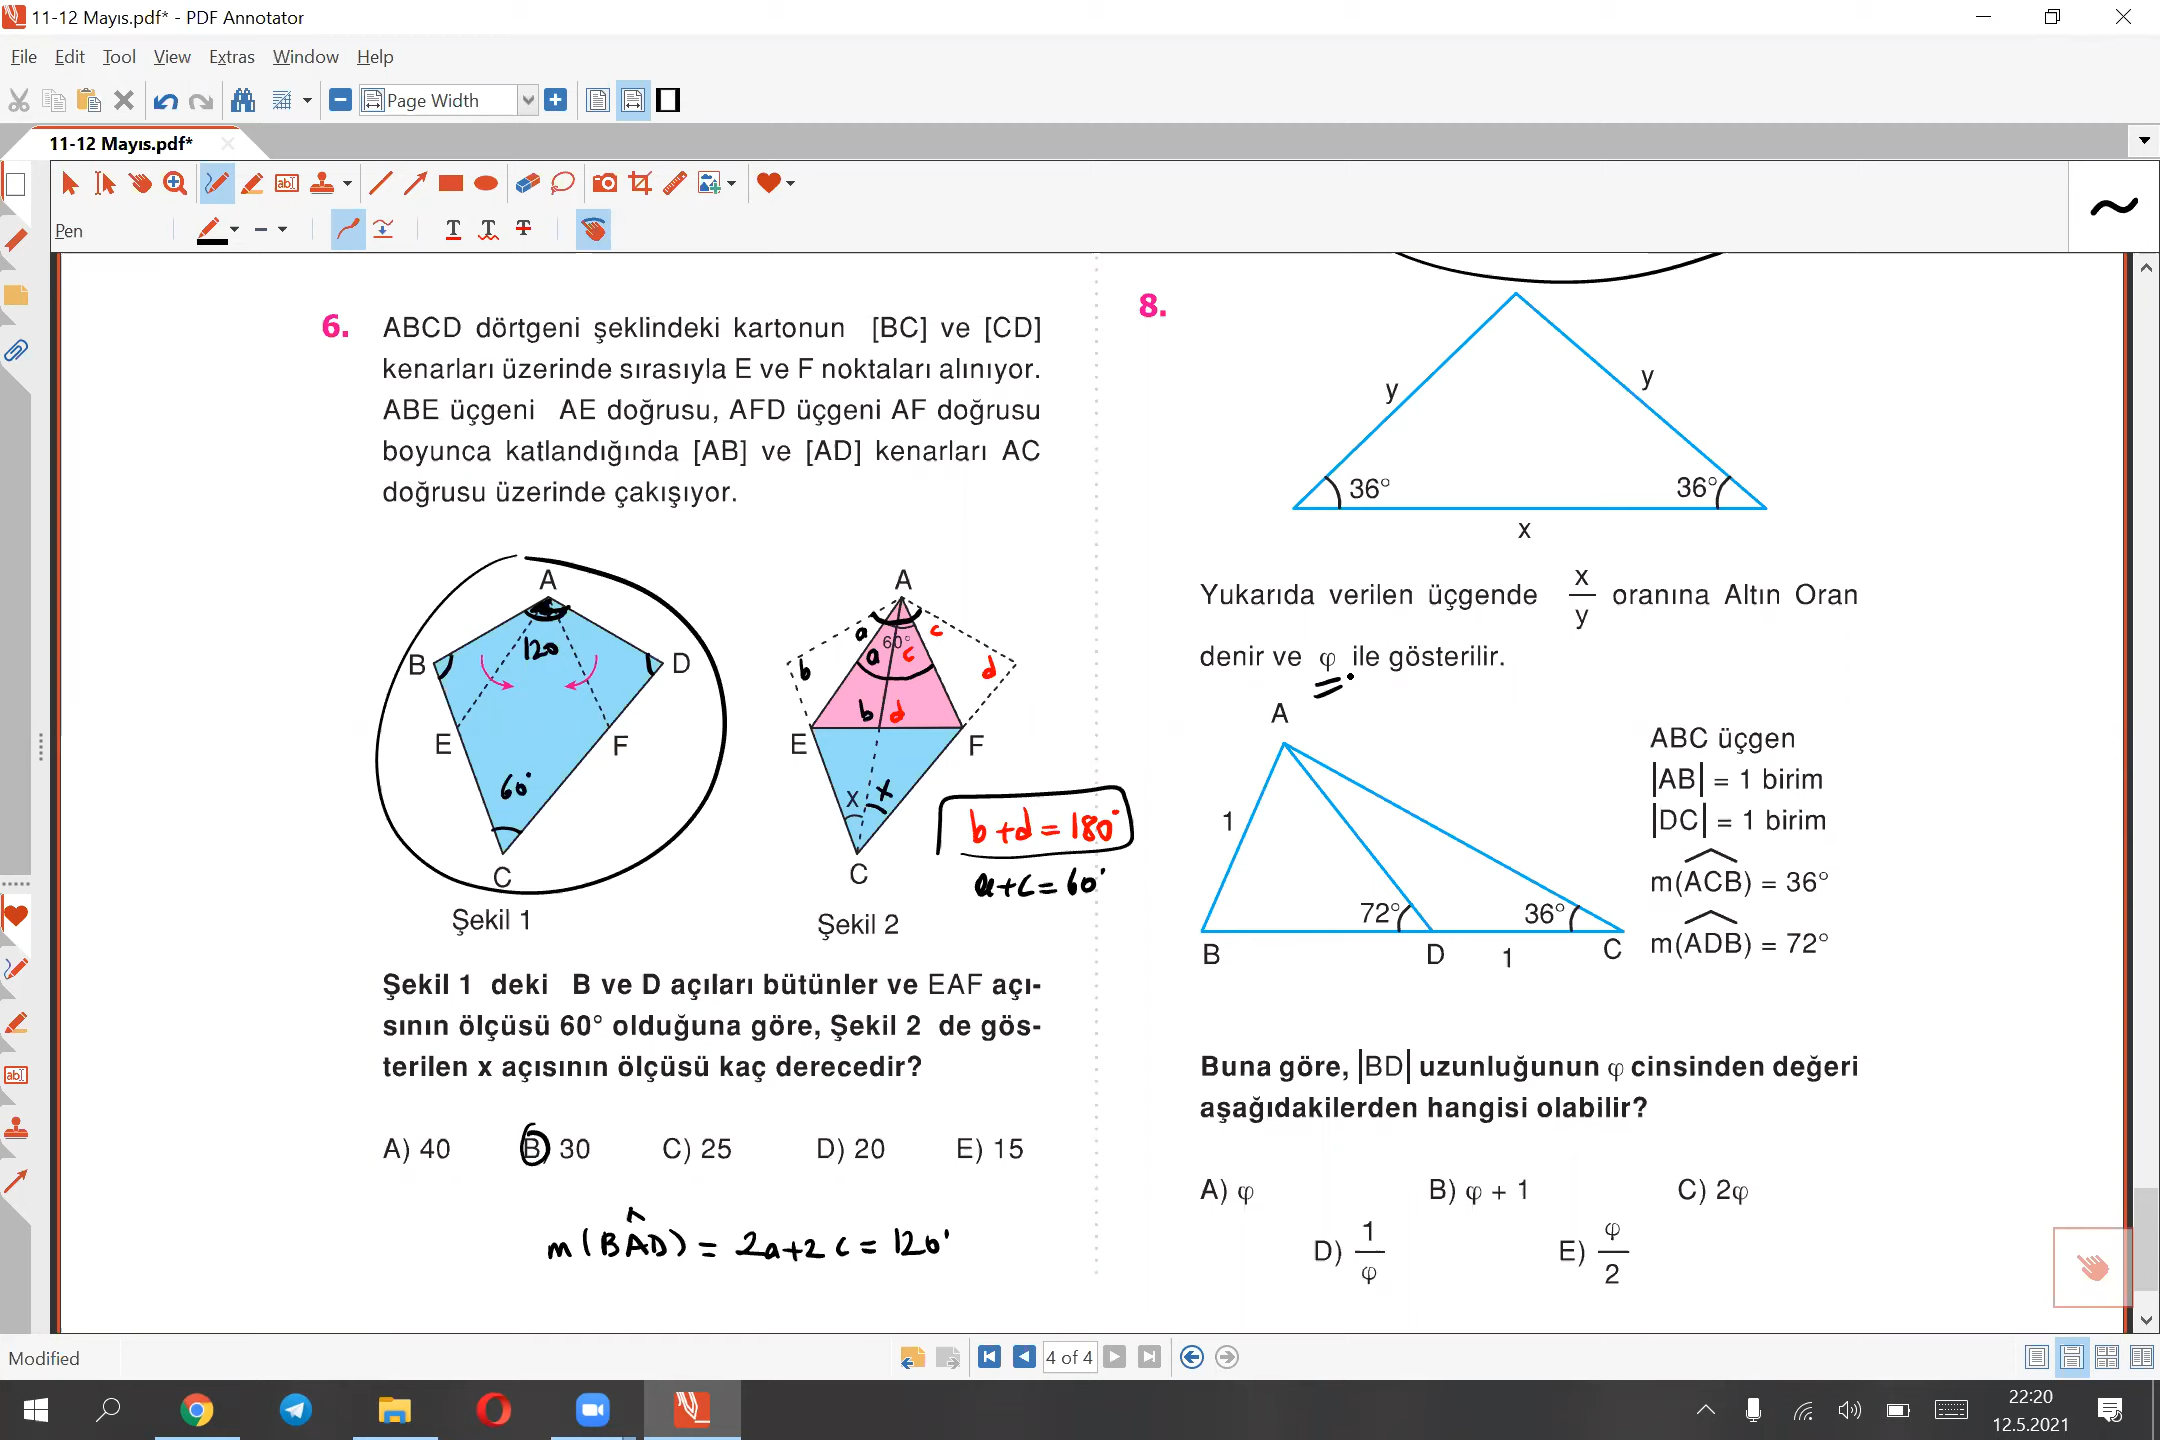 11-12 Mayıs.pdf* - PDF Annotator
File Edit Tool View Extras Window Help
Page Width
11-12 Mayıs.pdf*
Pen
6. ABCD dörtgeni şeklindeki kartonun [BC] ve [CD]
kenarları üzerinde sırasıyla E ve F noktaları alınıyor.
ABE üçgeni AE doğrusu, AFD üçgeni AF doğrusu
boyunca katlandığında [AB] ve [AD] kenarları AC
doğrusu üzerinde çakışıyor.
A
120
B
D
E
F
60°
C
Şekil 1
A
a
60°
c
a
c
b
d
b
d
E
F
x
x
C
Şekil 2
b+d=180°
a+c=60°
Şekil 1 deki B ve D açıları bütünler ve EAF açı-
sının ölçüsü 60° olduğuna göre, Şekil 2 de gös-
terilen x açısının ölçüsü kaç derecedir?
A) 40 B) 30 C) 25 D) 20 E) 15
m(BAD) = 2a+2c = 120°
8.
y
y
36°
36°
x
Yukarıda verilen üçgende x/y oranına Altın Oran
denir ve φ ile gösterilir.
A
1
72°
36°
B
D
1
C
ABC üçgen
|AB| = 1 birim
|DC| = 1 birim
m(ACB) = 36°
m(ADB) = 72°
Buna göre, |BD| uzunluğunun φ cinsinden değeri
aşağıdakilerden hangisi olabilir?
A) φ B) φ + 1 C) 2φ
D) 1/φ E) φ/2
Modified
4 of 4
22:20
12.5.2021